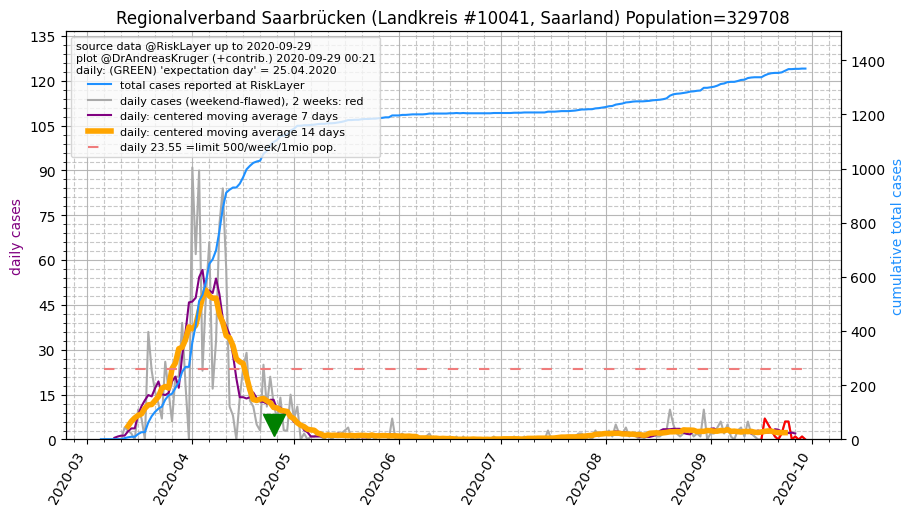 Regionalverband Saarbrücken (Landkreis #10041, Saarland) Population=329708
source data @RiskLayer up to 2020-09-29
plot @DrAndreasKruger (+contrib.) 2020-09-29 00:21
daily: (GREEN) 'expectation day' = 25.04.2020
total cases reported at RiskLayer
daily cases (weekend-flawed), 2 weeks: red
daily: centered moving average 7 days
daily: centered moving average 14 days
daily 23.55 =limit 500/week/1mio pop.
daily cases
135
120
105
90
75
60
45
30
15
0
cumulative total cases
1400
1200
1000
800
600
400
200
0
2020-03
2020-04
2020-05
2020-06
2020-07
2020-08
2020-09
2020-10